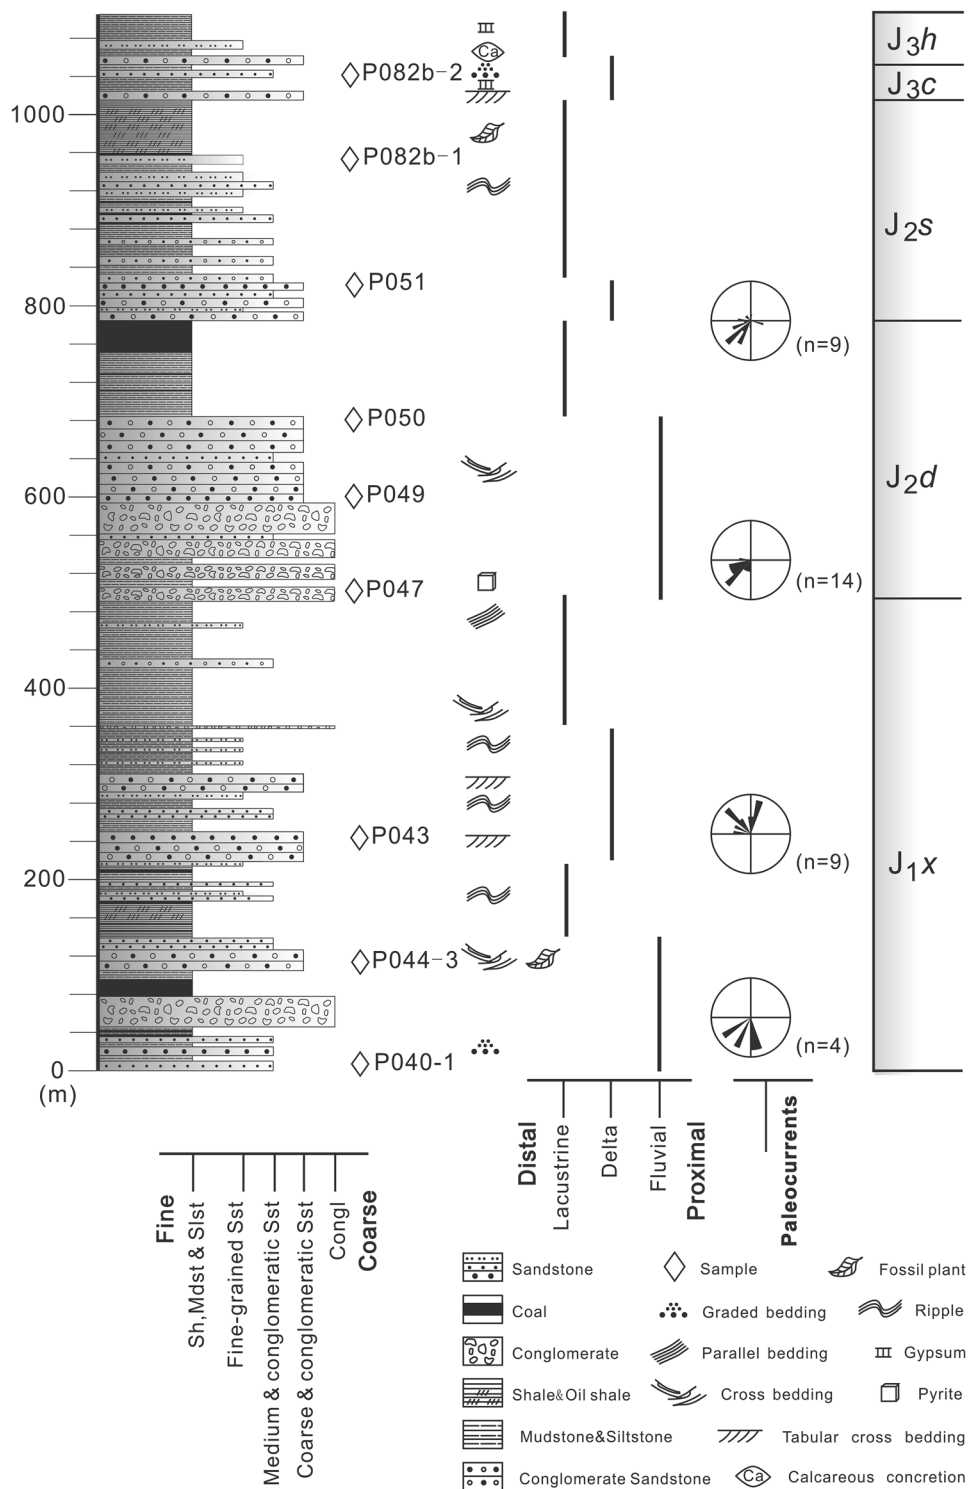 J3h
P082b-2
Ca
J3c
1000
P082b-1
J2s
P051
800
(n=9)
P050
J2d
P049
600
P047
(n=14)
400
P043
(n=9)
J1x
200
P044-3
P040-1
(n=4)
0
(m)
Distal
Lacustrine
Delta
Fluvial
Proximal
Paleocurrents
Fine
Sh,Mdst & Slst
Fine-grained Sst
Medium & conglomeratic Sst
Coarse & conglomeratic Sst
Congl
Coarse
Sandstone
Sample
Fossil plant
Coal
Graded bedding
Ripple
Conglomerate
Parallel bedding
Gypsum
Shale&Oil shale
Cross bedding
Pyrite
Mudstone&Siltstone
Tabular cross bedding
Conglomerate Sandstone
Ca
Calcareous concretion